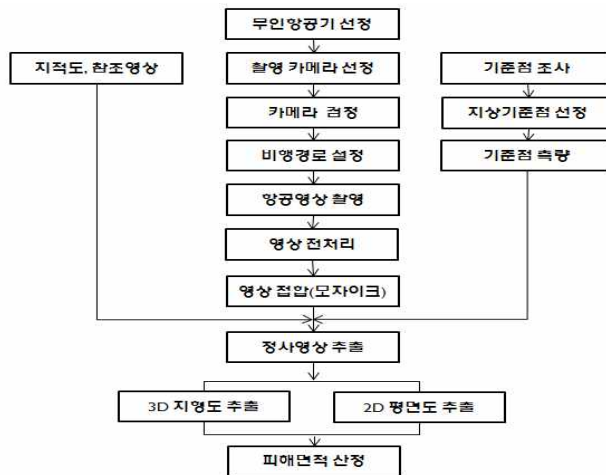 무인항공기 선정
지적도, 참조영상
촬영 카메라 선정
기준점 조사
카메라 검정
지상기준점 선정
비행경로 설정
기준점 측량
항공영상 촬영
영상 전처리
영상 접합(모자이크)
정사영상 추출
3D 지형도 추출
2D 평면도 추출
피해면적 산정